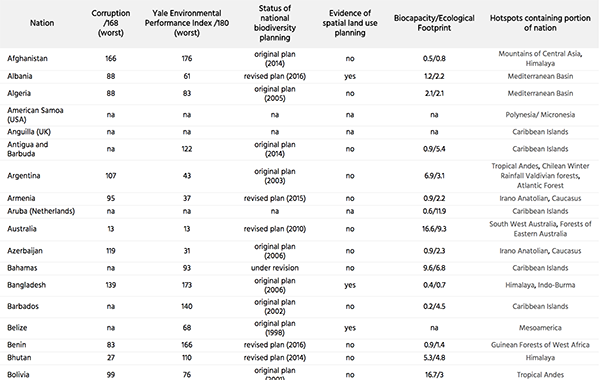 Nation Corruption /168 (worst) Yale Environmental Performance Index /180 (worst) Status of national biodiversity planning Evidence of spatial land use planning Biocapacity/Ecological Footprint Hotspots containing portion of nation
Afghanistan 166 176 original plan (2014) no 0.5/0.8 Mountains of Central Asia, Himalaya
Albania 88 61 revised plan (2016) yes 1.2/2.2 Mediterranean Basin
Algeria 88 83 original plan (2005) no 2.1/2.1 Mediterranean Basin
American Samoa (USA) na na na na na Polynesia/ Micronesia
Anguilla (UK) na na na na na Caribbean Islands
Antigua and Barbuda na 122 original plan (2014) no 0.9/5.4 Caribbean Islands
Argentina 107 43 original plan (2003) no 6.9/3.1 Tropical Andes, Chilean Winter Rainfall Valdivian forests, Atlantic Forest
Armenia 95 37 revised plan (2015) no 0.9/2.2 Irano Anatolian, Caucasus
Aruba (Netherlands) na na na na 0.6/11.9 Caribbean Islands
Australia 13 13 revised plan (2010) no 16.6/9.3 South West Australia, Forests of Eastern Australia
Azerbaijan 119 31 original plan (2006) no 0.9/2.3 Irano Anatolian, Caucasus
Bahamas na 93 under revision no 9.6/6.8 Caribbean Islands
Bangladesh 139 173 original plan (2006) yes 0.4/0.7 Himalaya, Indo-Burma
Barbados na 140 original plan (2002) no 0.2/4.5 Caribbean Islands
Belize na 68 original plan (1998) yes na Mesoamerica
Benin 83 166 revised plan (2016) no 0.9/1.4 Guinean Forests of West Africa
Bhutan 27 110 revised plan (2014) no 5.3/4.8 Himalaya
Bolivia 99 76 original plan (2001) no 16.7/3 Tropical Andes